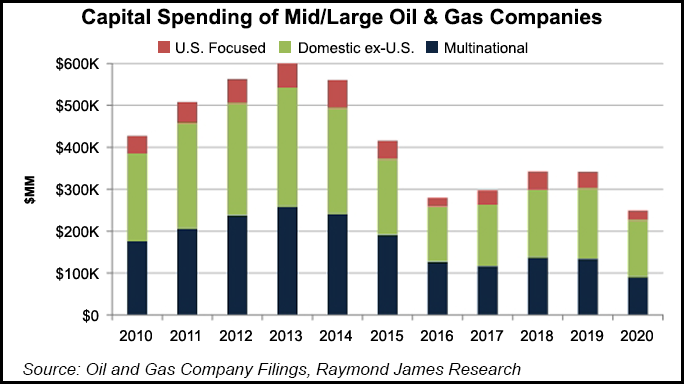 Capital Spending of Mid/Large Oil & Gas Companies
U.S. Focused Domestic ex-U.S. Multinational
$600K
$500K
$400K
$300K
$200K
$100K
$0
$MM
2010 2011 2012 2013 2014 2015 2016 2017 2018 2019 2020
Source: Oil and Gas Company Filings, Raymond James Research